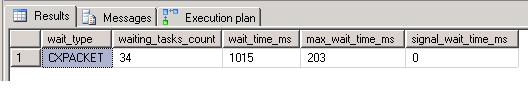 Results Messages Execution plan
wait_type waiting_tasks_count wait_time_ms max_wait_time_ms signal_wait_time_ms
1 CXPACKET 34 1015 203 0